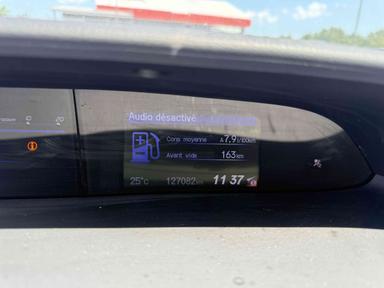 Audio désactivé
Cons moyenne A 7,9 l/100km
Avant vide 163 km
25°C 127082 km 11 37